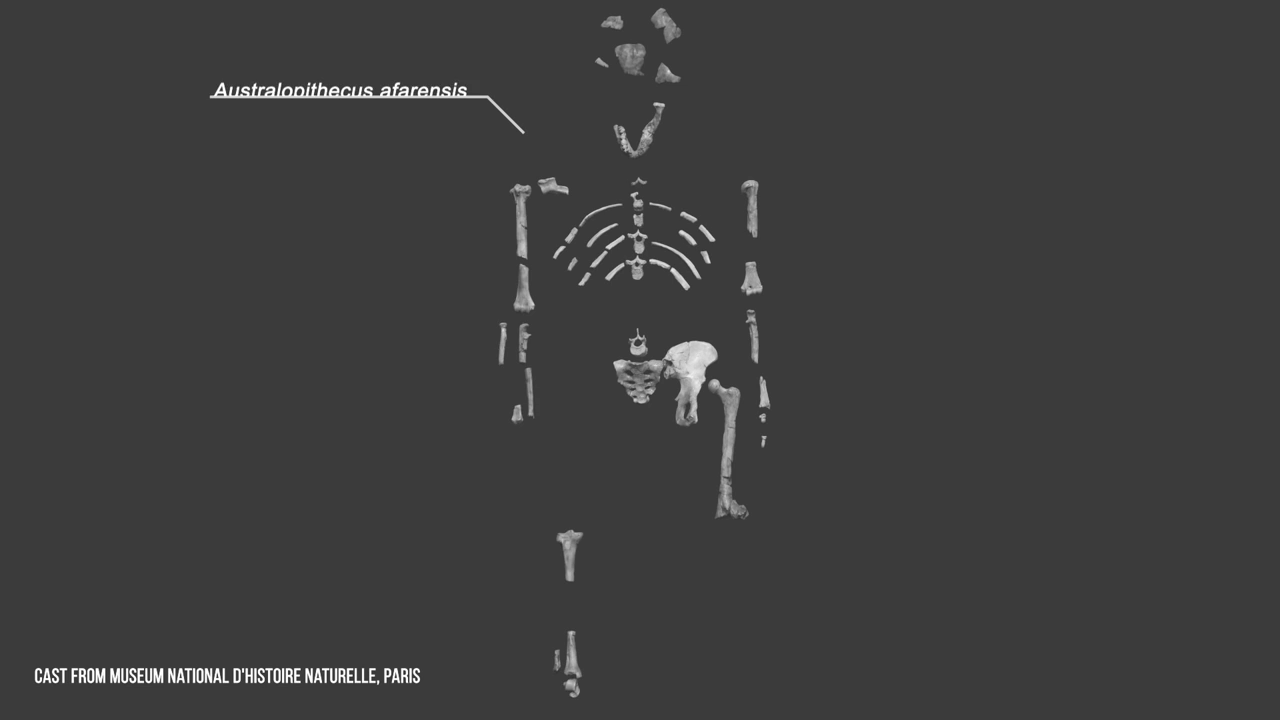 Australopithecus afarensis
CAST FROM MUSEUM NATIONAL D'HISTOIRE NATURELLE, PARIS